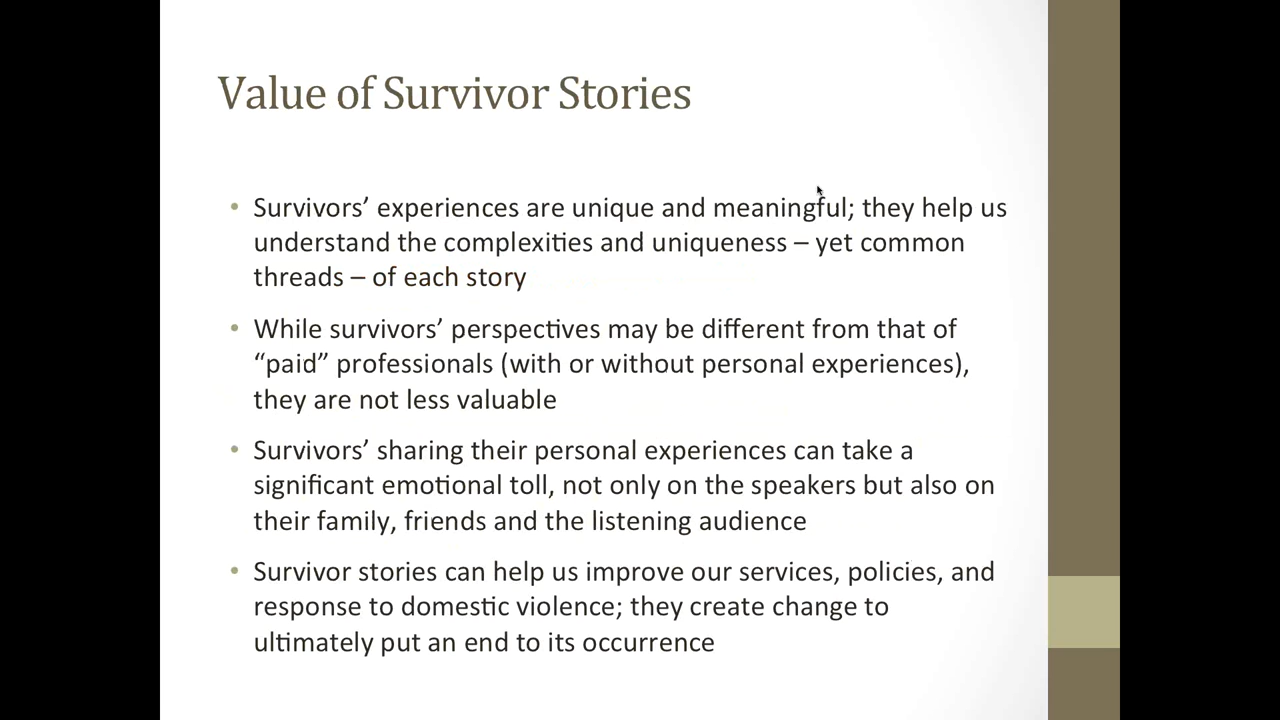 Value of Survivor Stories
• Survivors’ experiences are unique and meaningful; they help us
understand the complexities and uniqueness – yet common
threads – of each story
• While survivors’ perspectives may be different from that of
“paid” professionals (with or without personal experiences),
they are not less valuable
• Survivors’ sharing their personal experiences can take a
significant emotional toll, not only on the speakers but also on
their family, friends and the listening audience
• Survivor stories can help us improve our services, policies, and
response to domestic violence; they create change to
ultimately put an end to its occurrence